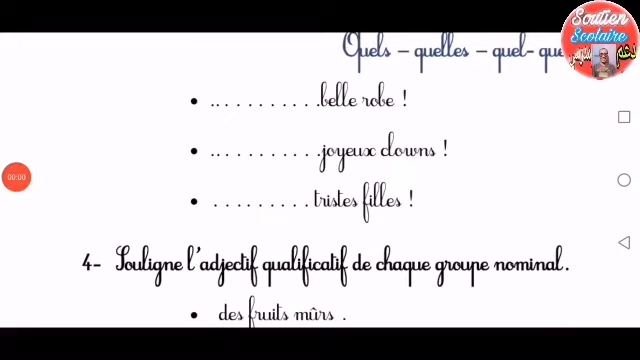 Soutien
Scolaire
Quels – quelles – quel- que
............belle robe !
............joyeux clowns !
.......... tristes filles !
00:00
4- Souligne l'adjectif qualificatif de chaque groupe nominal.
des fruits mûrs .